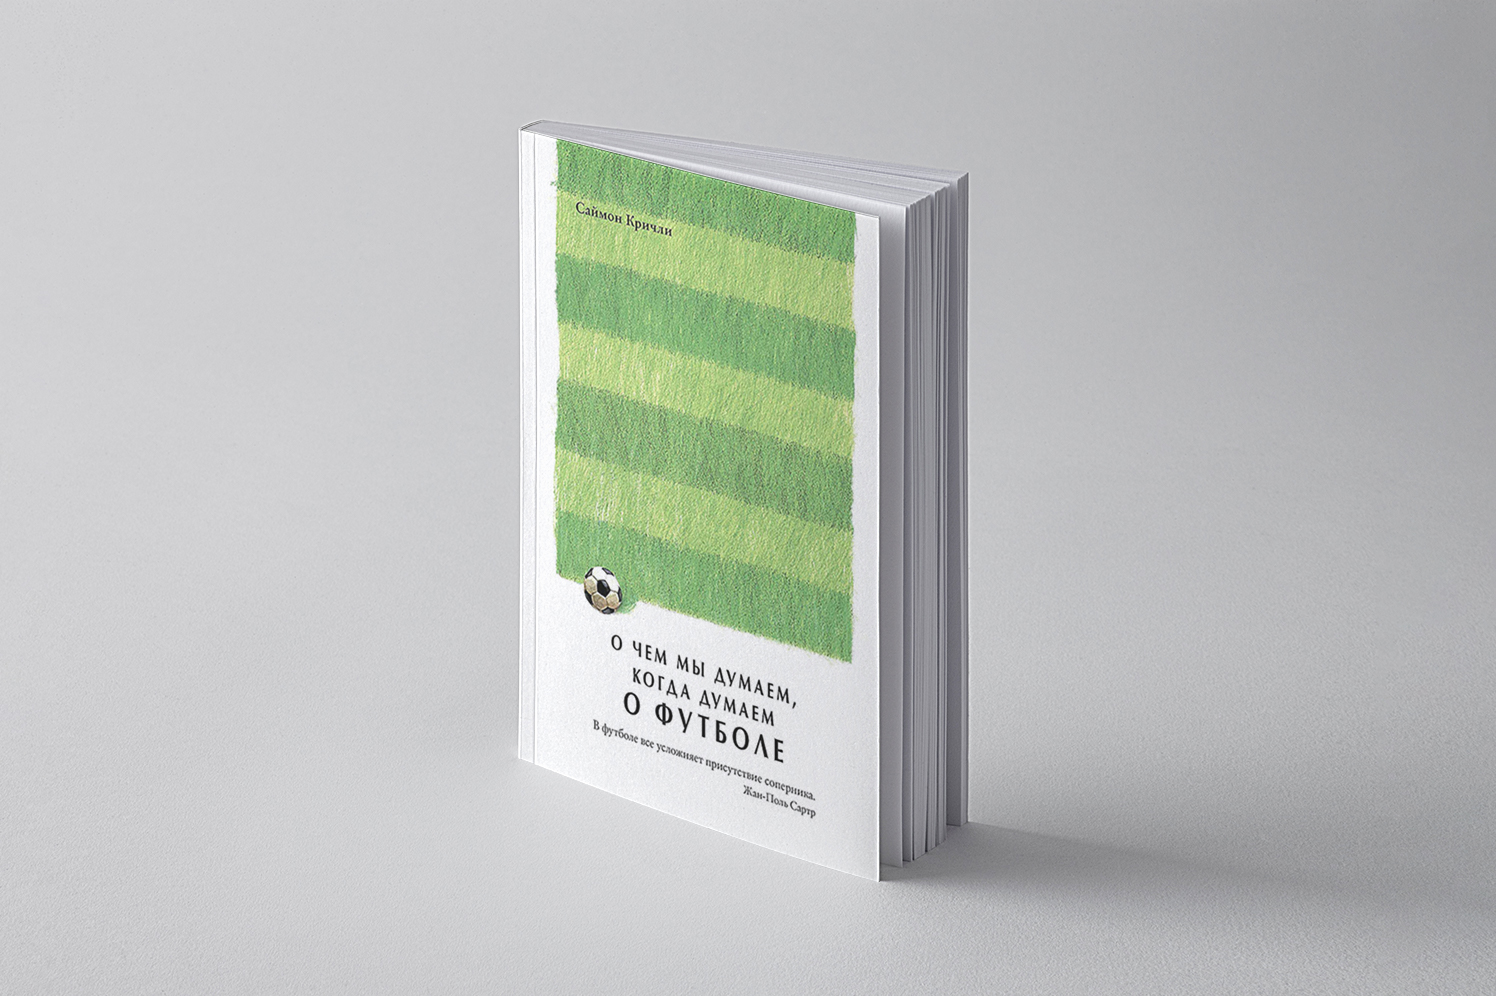 Саймон Кричли
О ЧЕМ МЫ ДУМАЕМ,
КОГДА ДУМАЕМ
О ФУТБОЛЕ
В футболе все усложняет присутствие соперника.
Жан-Поль Сартр